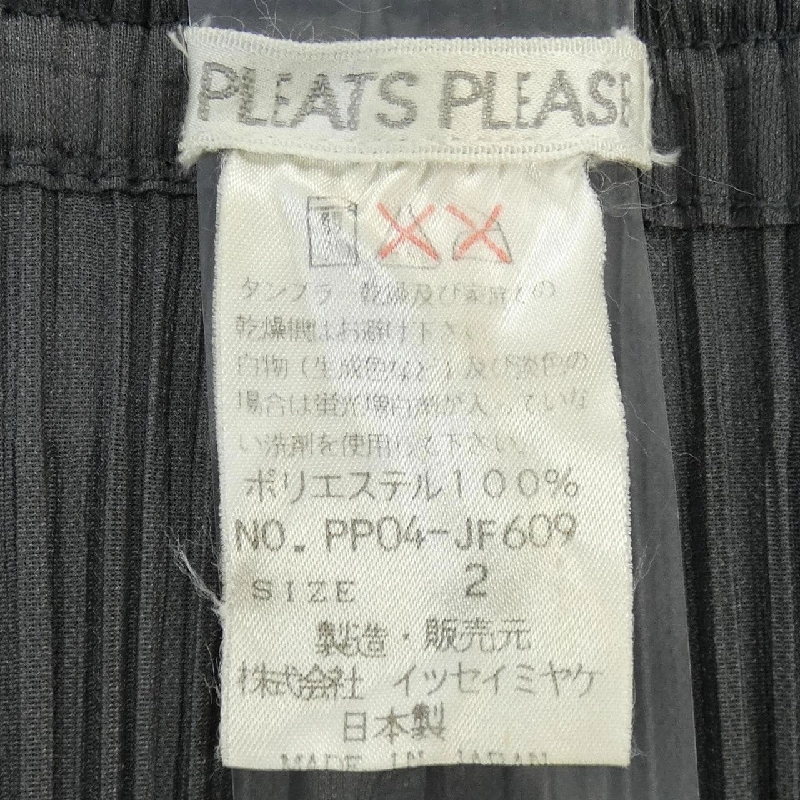 PLEATS PLEASE
タンブラー乾燥及び家庭での
乾燥機はお避け下さい。
白物(生成色など)及び淡色の
場合は蛍光増白剤が入っていな
い洗剤を使用して下さい。
ポリエステル100%
NO. PP04-JF609
SIZE 2
製造・販売元
株式会社 イッセイミヤケ
日本製
MADE IN JAPAN